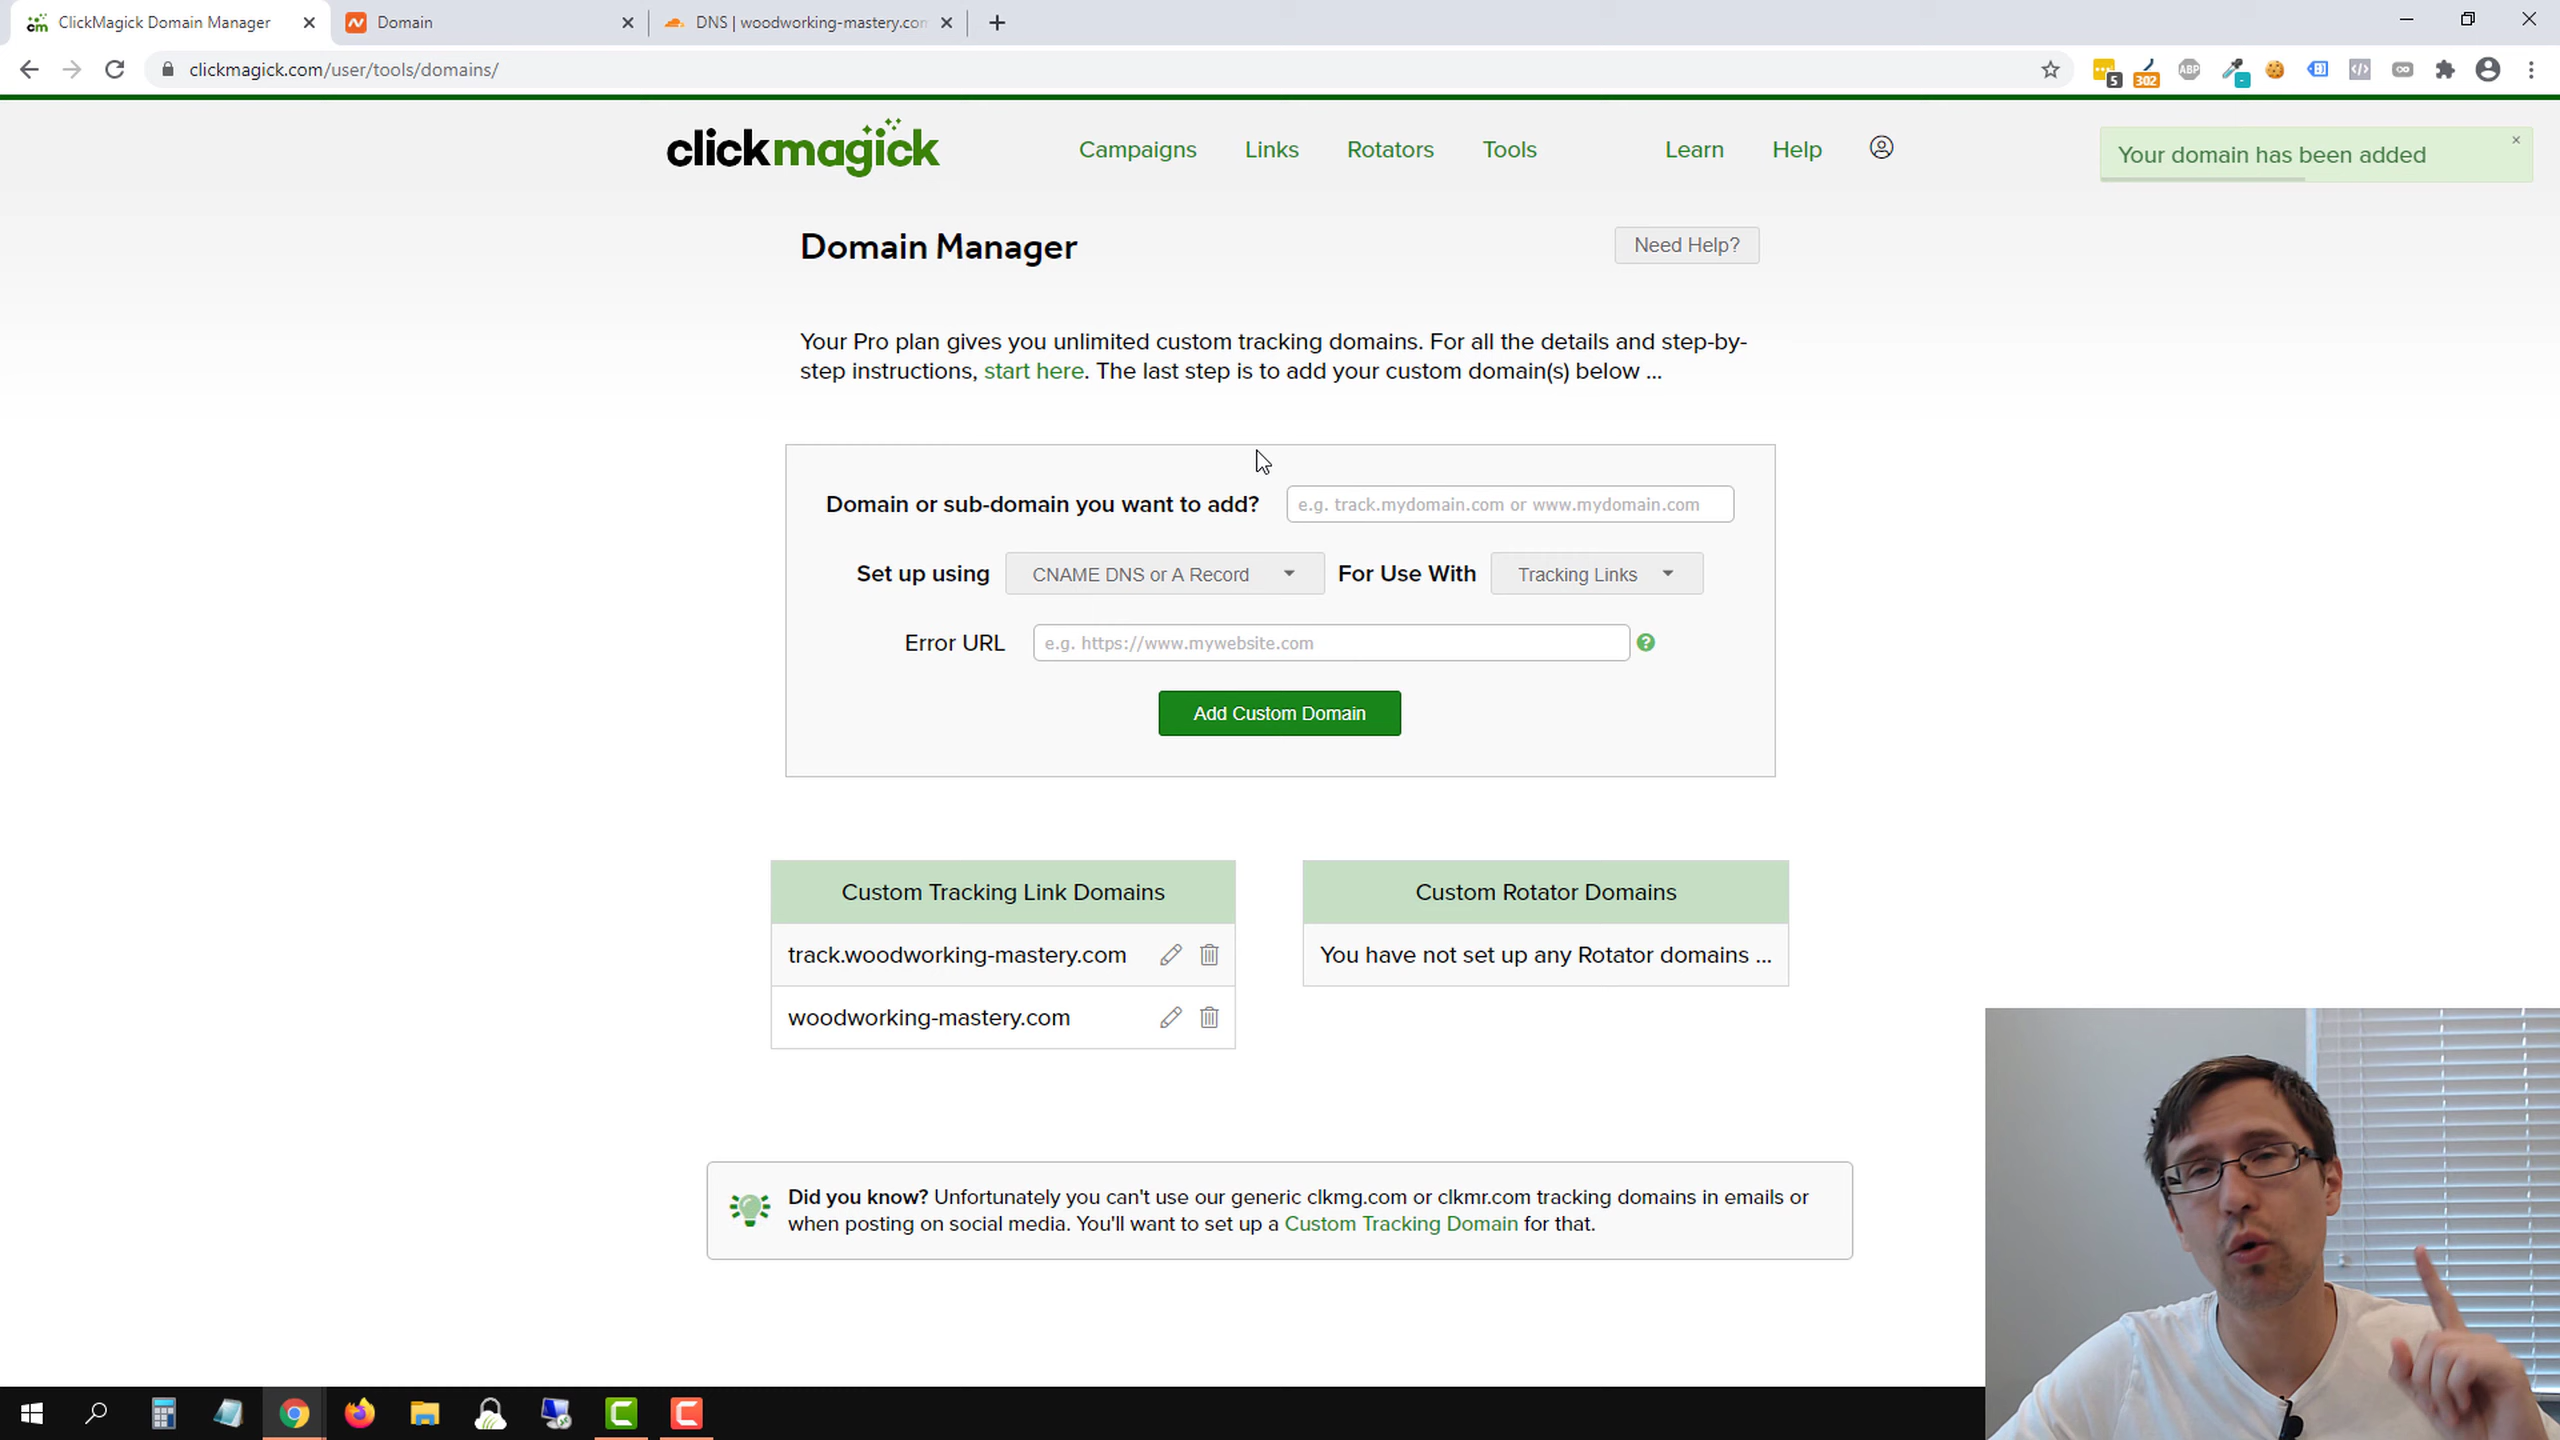 ClickMagick Domain Manager
Domain
DNS | woodworking-mastery.con
clickmagick.com/user/tools/domains/
5
302
ABP
-
clickmagick
Campaigns
Links
Rotators
Tools
Learn
Help
Your domain has been added
Domain Manager
Need Help?
Your Pro plan gives you unlimited custom tracking domains. For all the details and step-by-
step instructions, start here. The last step is to add your custom domain(s) below ...
Domain or sub-domain you want to add?
e.g. track.mydomain.com or www.mydomain.com
Set up using
CNAME DNS or A Record
For Use With
Tracking Links
Error URL
e.g. https://www.mywebsite.com
?
Add Custom Domain
Custom Tracking Link Domains
track.woodworking-mastery.com
woodworking-mastery.com
Custom Rotator Domains
You have not set up any Rotator domains ...
Did you know? Unfortunately you can't use our generic clkmg.com or clkmr.com tracking domains in emails or
when posting on social media. You'll want to set up a Custom Tracking Domain for that.